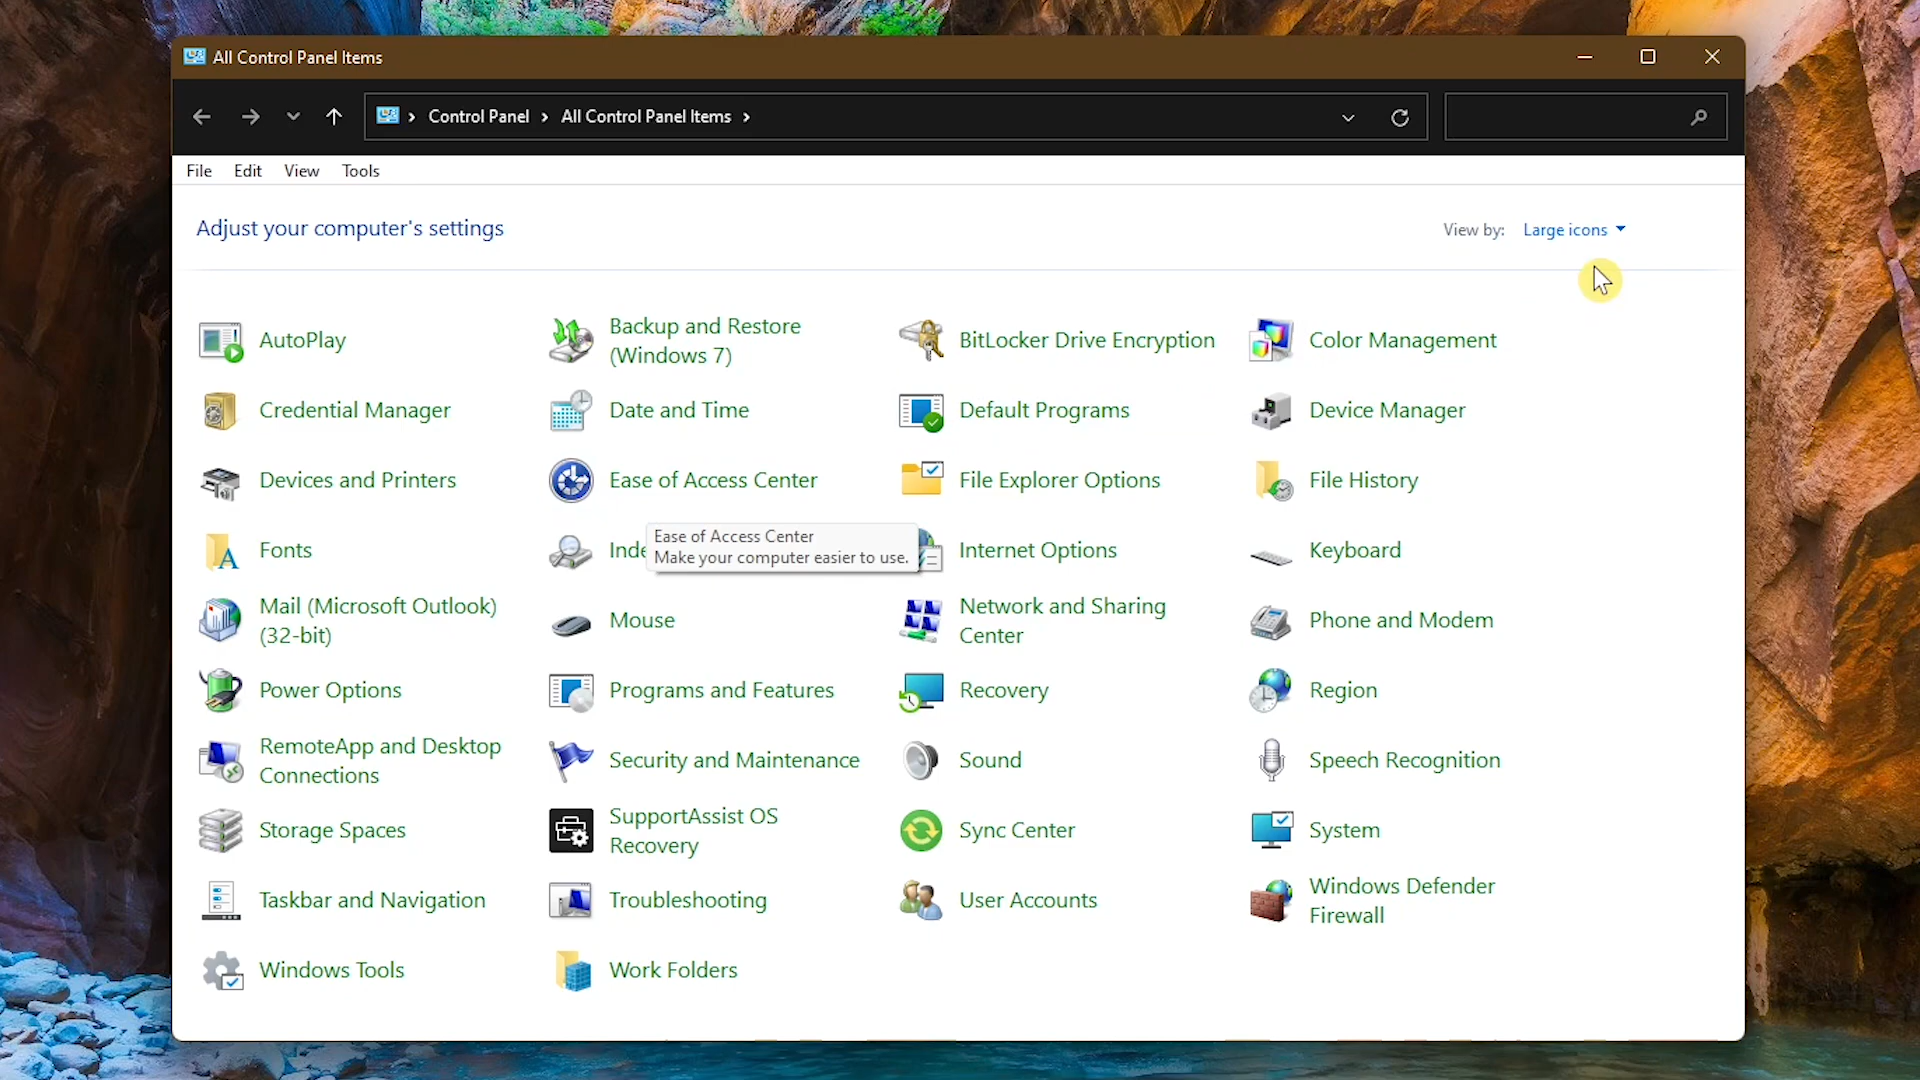 All Control Panel Items
Control Panel
All Control Panel Items
File Edit View Tools
Adjust your computer's settings
View by: Large icons
AutoPlay
Backup and Restore
(Windows 7)
BitLocker Drive Encryption
Color Management
Credential Manager
Date and Time
Default Programs
Device Manager
Devices and Printers
Ease of Access Center
File Explorer Options
File History
Fonts
Inde
Ease of Access Center
Make your computer easier to use.
Internet Options
Keyboard
Mail (Microsoft Outlook)
(32-bit)
Mouse
Network and Sharing
Center
Phone and Modem
Power Options
Programs and Features
Recovery
Region
RemoteApp and Desktop
Connections
Security and Maintenance
Sound
Speech Recognition
Storage Spaces
SupportAssist OS
Recovery
Sync Center
System
Taskbar and Navigation
Troubleshooting
User Accounts
Windows Defender
Firewall
Windows Tools
Work Folders